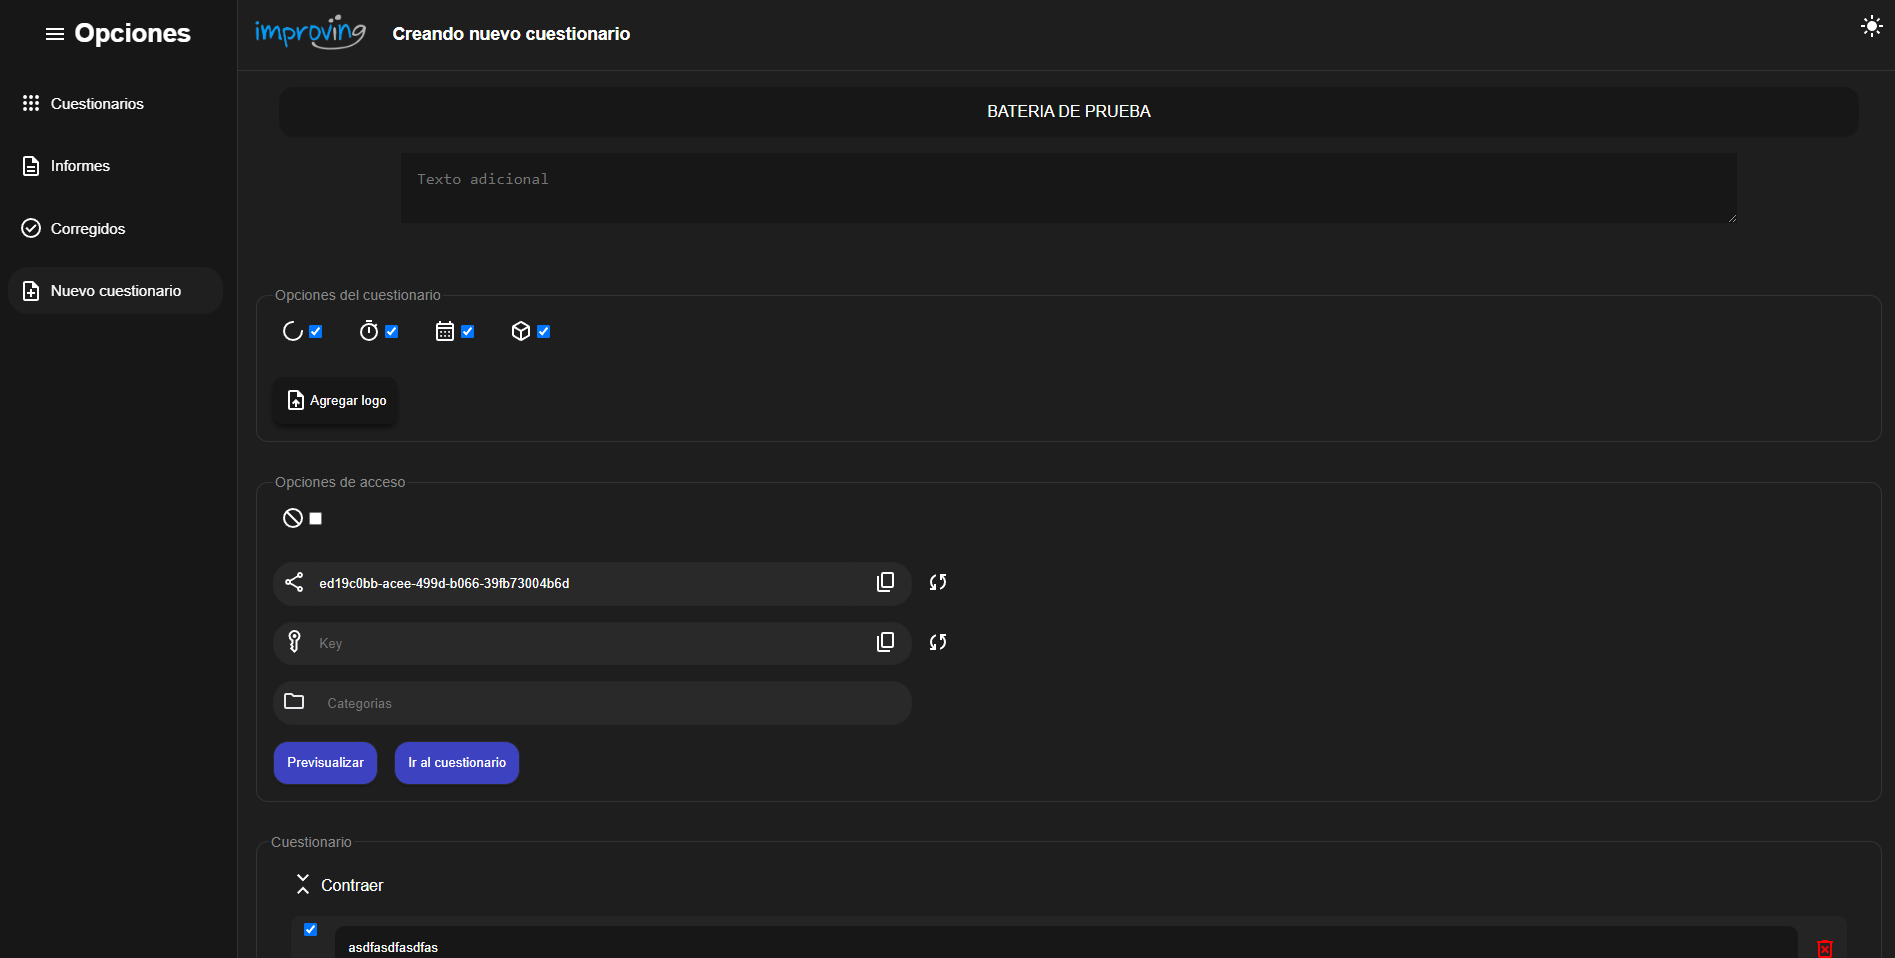 Opciones
improving
Creando nuevo cuestionario
Cuestionarios
Informes
Corregidos
Nuevo cuestionario
BATERIA DE PRUEBA
Texto adicional
Opciones del cuestionario
Agregar logo
Opciones de acceso
ed19c0bb-acee-499d-b066-39fb73004b6d
Key
Categorias
Previsualizar
Ir al cuestionario
Cuestionario
Contraer
asdfasdfasdfas